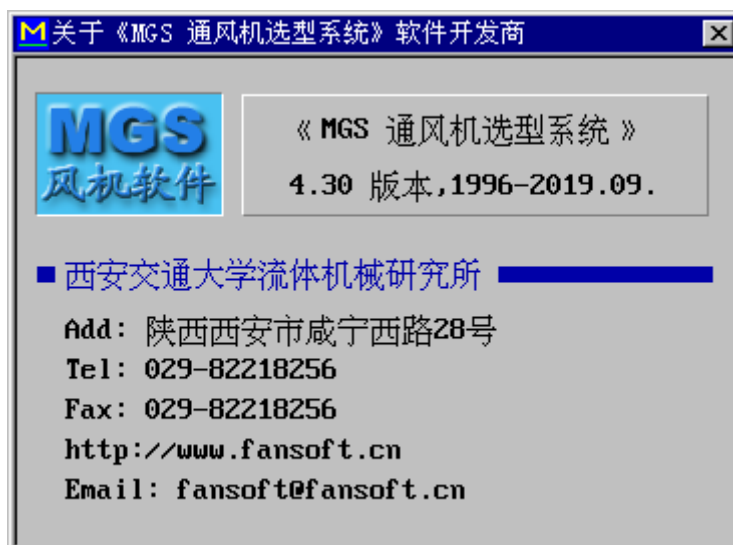 关于《MGS 通风机选型系统》软件开发商
MGS
风机软件
《 MGS 通风机选型系统 》
4.30 版本,1996-2019.09.
西安交通大学流体机械研究所
Add: 陕西西安市咸宁西路28号
Tel: 029-82218256
Fax: 029-82218256
http://www.fansoft.cn
Email: fansoft@fansoft.cn